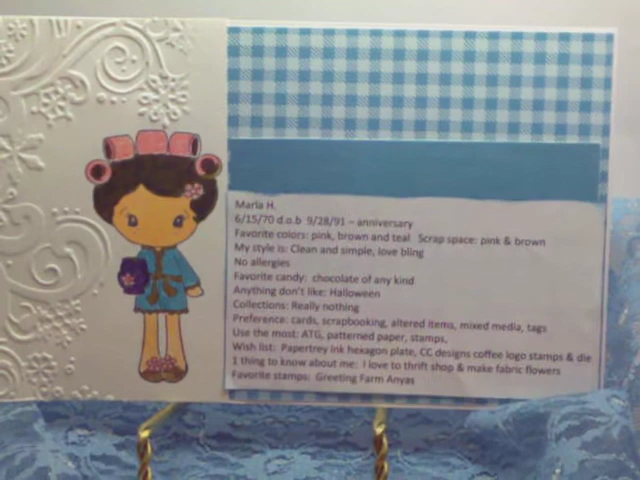 Marla H.
6/15/70 d.o.b 9/28/91 – anniversary
Favorite colors: pink, brown and teal Scrap space: pink & brown
My style is: Clean and simple, love bling
No allergies
Favorite candy: chocolate of any kind
Anything don't like: Halloween
Collections: Really nothing
Preference: cards, scrapbooking, altered items, mixed media, tags
Use the most: ATG, patterned paper, stamps,
Wish list: Papertrey ink hexagon plate, CC designs coffee logo stamps & die
1 thing to know about me: I love to thrift shop & make fabric flowers
Favorite stamps: Greeting Farm Anyas